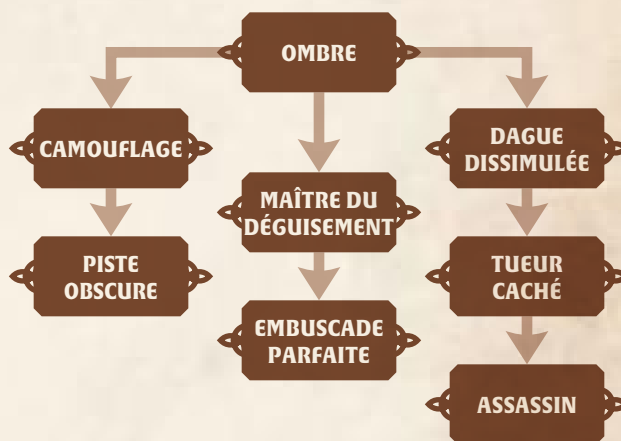 OMBRE
CAMOUFLAGE
DAGUE
DISSIMULÉE
MAÎTRE DU
DÉGUISEMENT
PISTE
OBSCURE
TUEUR
CACHÉ
EMBUSCADE
PARFAITE
ASSASSIN